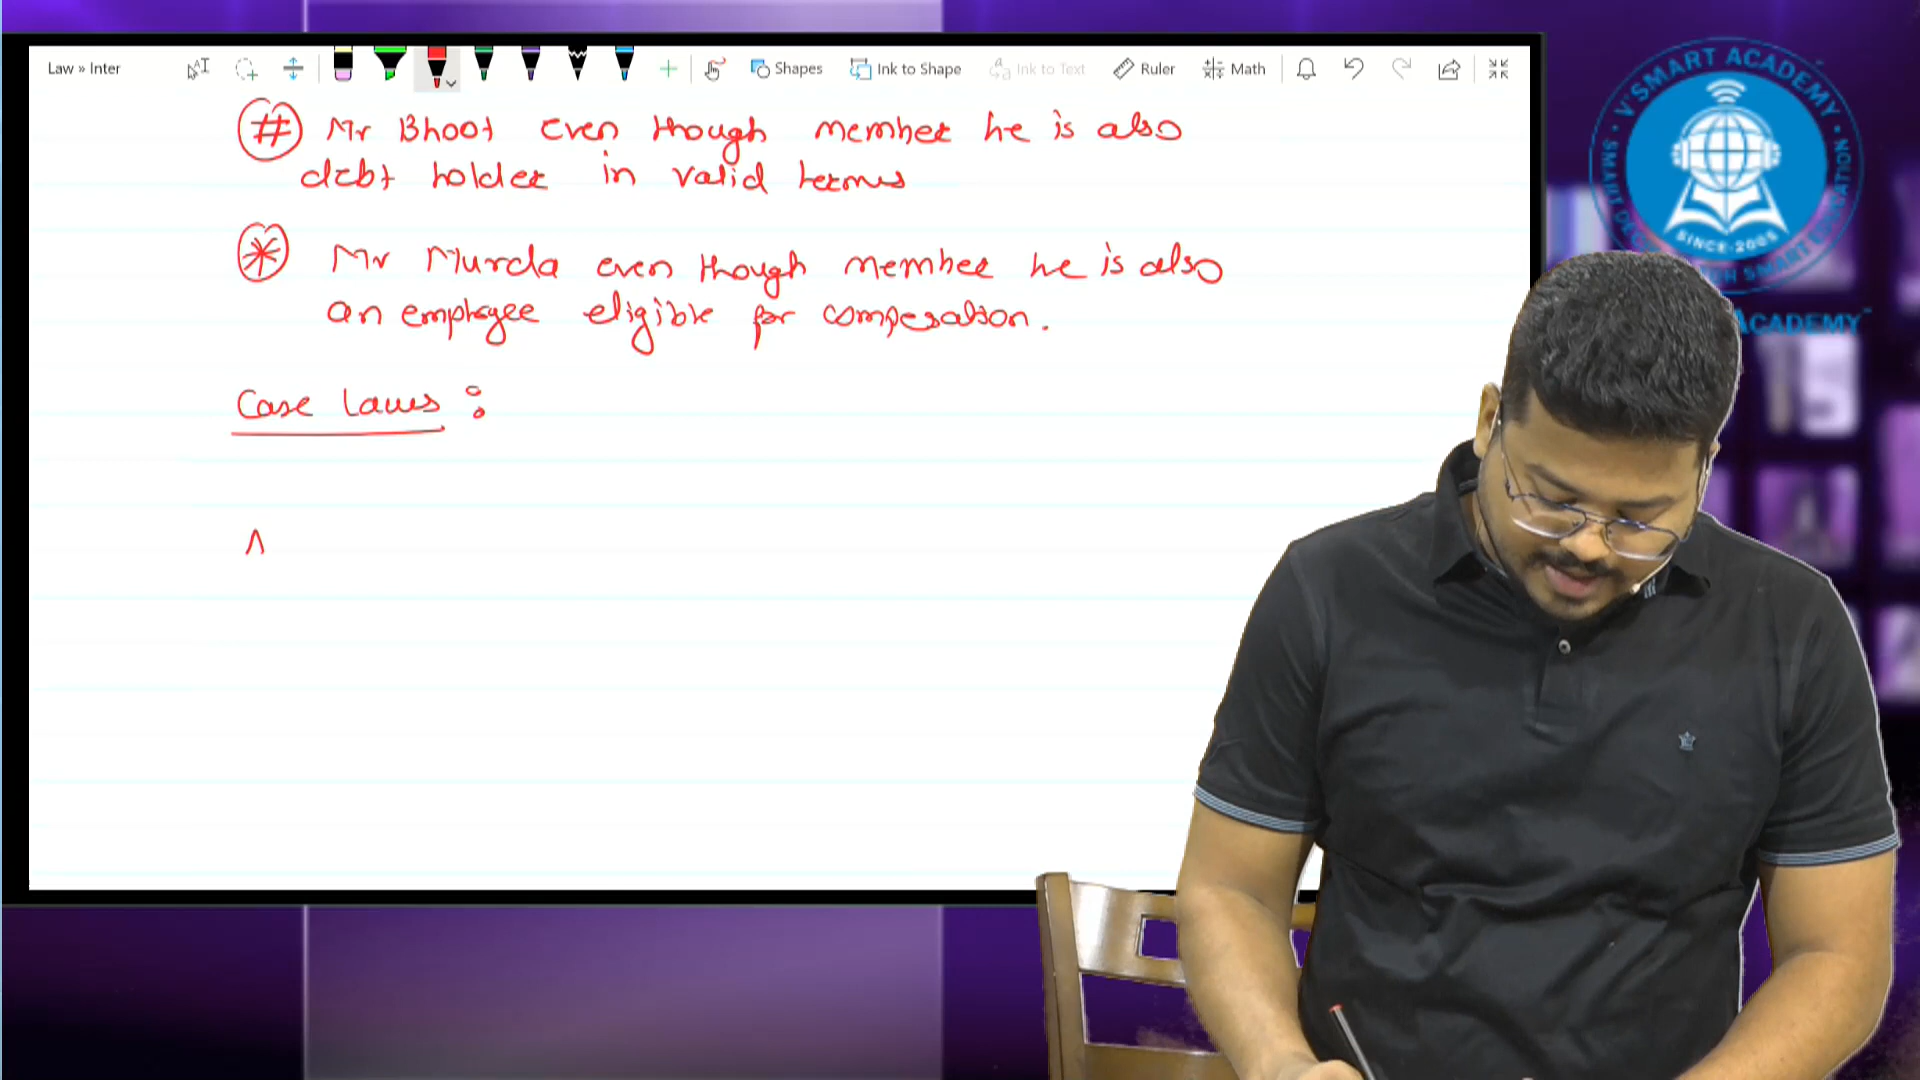 Law » Inter
Shapes
Ink to Shape
Ink to Text
Ruler
Math
# Mr Bhoot even though member he is also
debt holder in valid terms
* Mr Murda even though member he is also
an employee eligible for compesation.
Case Laws :
V'SMART ACADEMY
SINCE-2005
ACADEMY